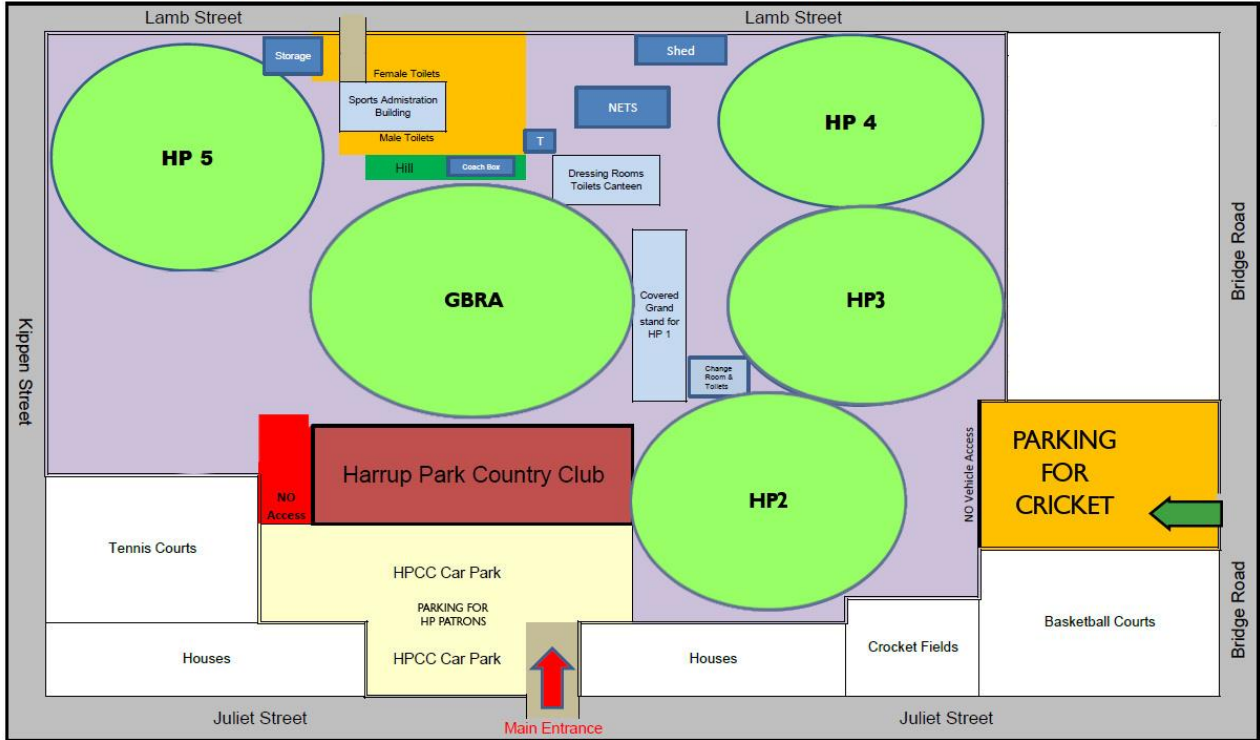 Lamb Street
Lamb Street
Storage
Shed
Female Toilets
Sports Admistration
Building
NETS
HP 4
Male Toilets
T
HP 5
Hill
Coach Box
Dressing Rooms
Toilets Canteen
Bridge Road
GBRA
Covered
Grand
stand for
HP 1
HP3
Kippen Street
Change
Room &
Toilets
NO Vehicle Access
PARKING
FOR
CRICKET
Harrup Park Country Club
NO
Access
HP2
Tennis Courts
HPCC Car Park
PARKING FOR
HP PATRONS
HPCC Car Park
Houses
Houses
Crocket Fields
Basketball Courts
Bridge Road
Juliet Street
Main Entrance
Juliet Street